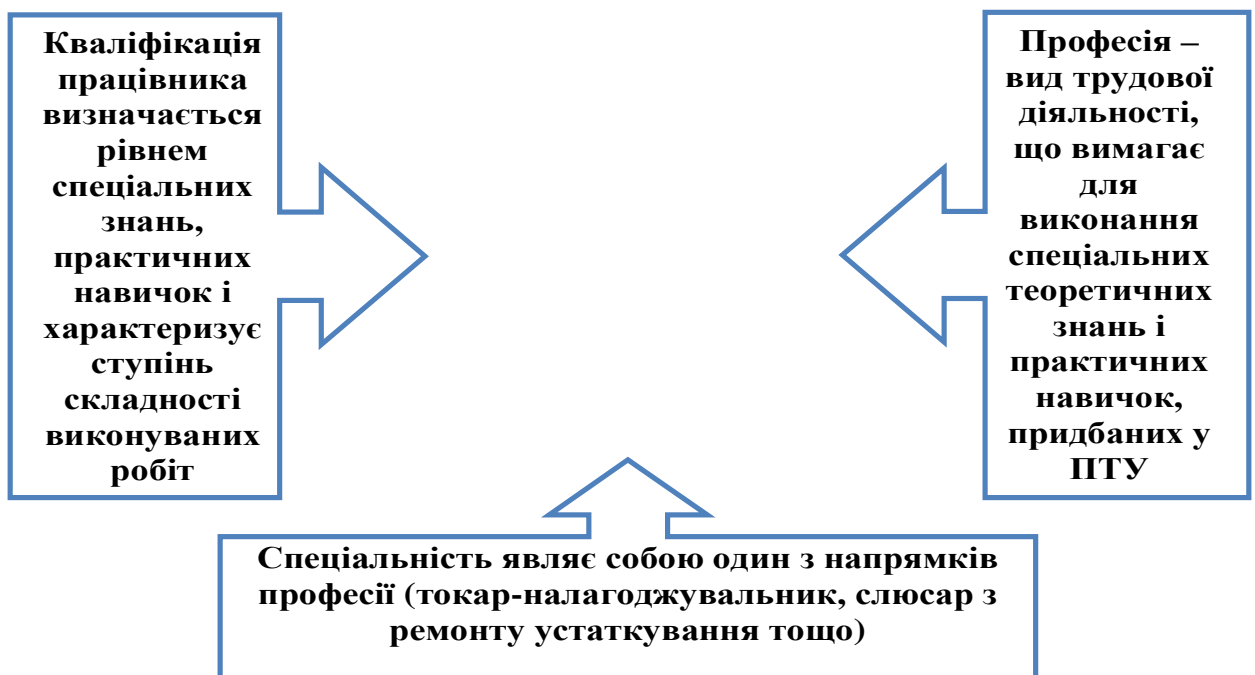 Кваліфікація
працівника
визначається
рівнем
спеціальних
знань,
практичних
навичок і
характеризує
ступінь
складності
виконуваних
робіт
Професія –
вид трудової
діяльності,
що вимагає
для
виконання
спеціальних
теоретичних
знань і
практичних
навичок,
придбаних у
ПТУ
Спеціальність являє собою один з напрямків
професії (токар-налагоджувальник, слюсар з
ремонту устаткування тощо)